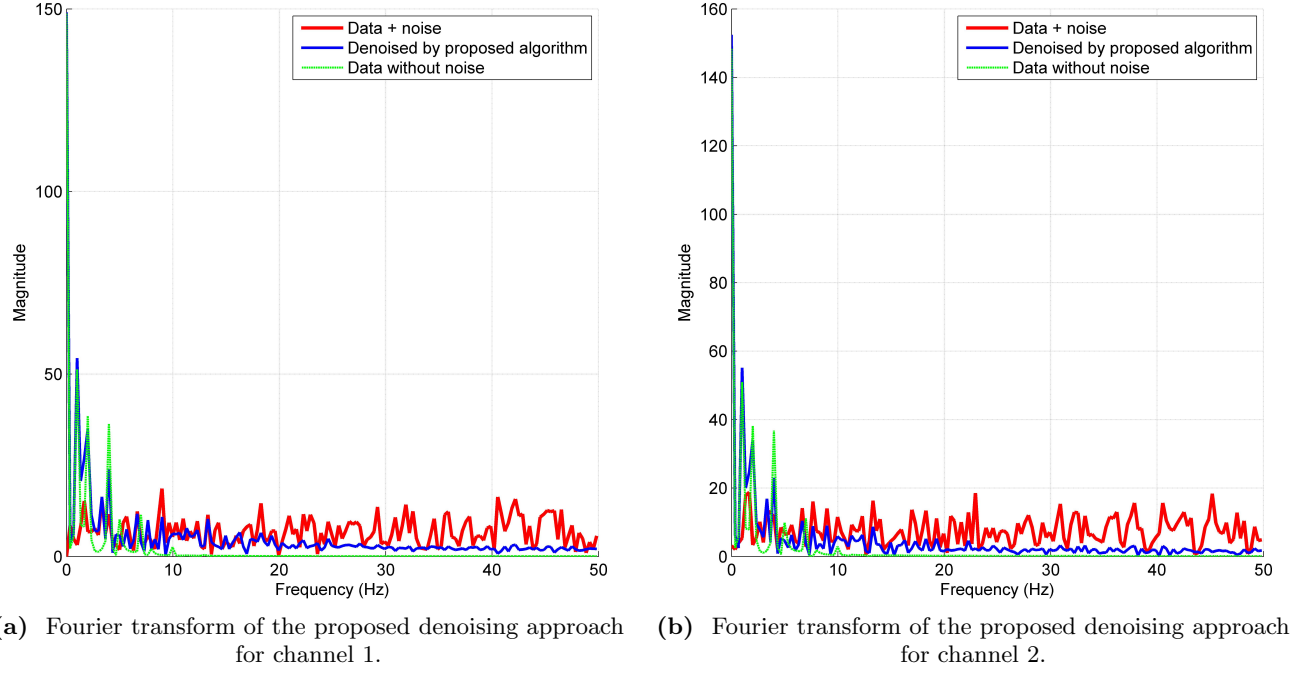 150
100
50
0
Magnitude
Data + noise
Denoised by proposed algorithm
Data without noise
0 10 20 30 40 50
Frequency (Hz)
160
140
120
100
80
60
40
20
0
Magnitude
Data + noise
Denoised by proposed algorithm
Data without noise
0 10 20 30 40 50
Frequency (Hz)
(a) Fourier transform of the proposed denoising approach
for channel 1.
(b) Fourier transform of the proposed denoising approach
for channel 2.